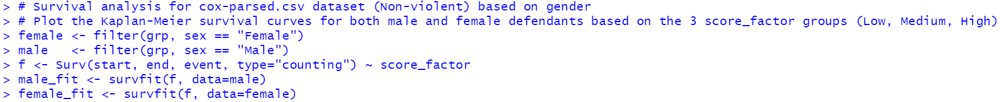 > # Survival analysis for cox-parsed.csv dataset (Non-violent) based on gender
> # Plot the Kaplan-Meier survival curves for both male and female defendants based on the 3 score_factor groups (Low, Medium, High)
> female <- filter(grp, sex == "Female")
> male   <- filter(grp, sex == "Male")
> f <- Surv(start, end, event, type="counting") ~ score_factor
> male_fit <- survfit(f, data=male)
> female_fit <- survfit(f, data=female)